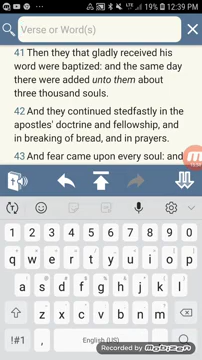 19% 12:39 PM
Verse or Word(s)
41 Then they that gladly received his
word were baptized: and the same day
there were added unto them about
three thousand souls.
42 And they continued stedfastly in the
apostles' doctrine and fellowship, and
in breaking of bread, and in prayers.
43 And fear came upon every soul: and
1 2 3 4 5 6 7 8 9 0
q w e r t y u i o p
a s d f g h j k l
z x c v b n m
!#1 , English (US) .
Recorded by
Mobizen